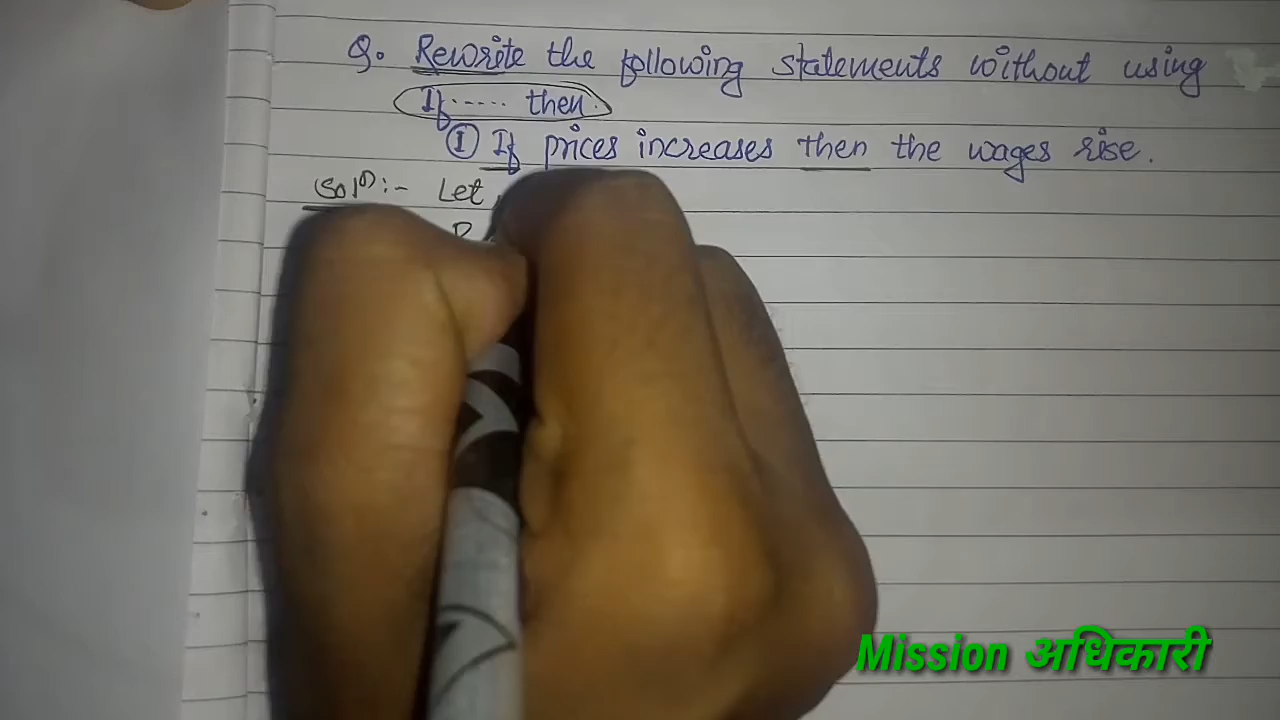 Q. Rewrite the following statements without using
If ..... then.
① If prices increases then the wages rise.
Solⁿ:- Let
P
Mission अधिकारी